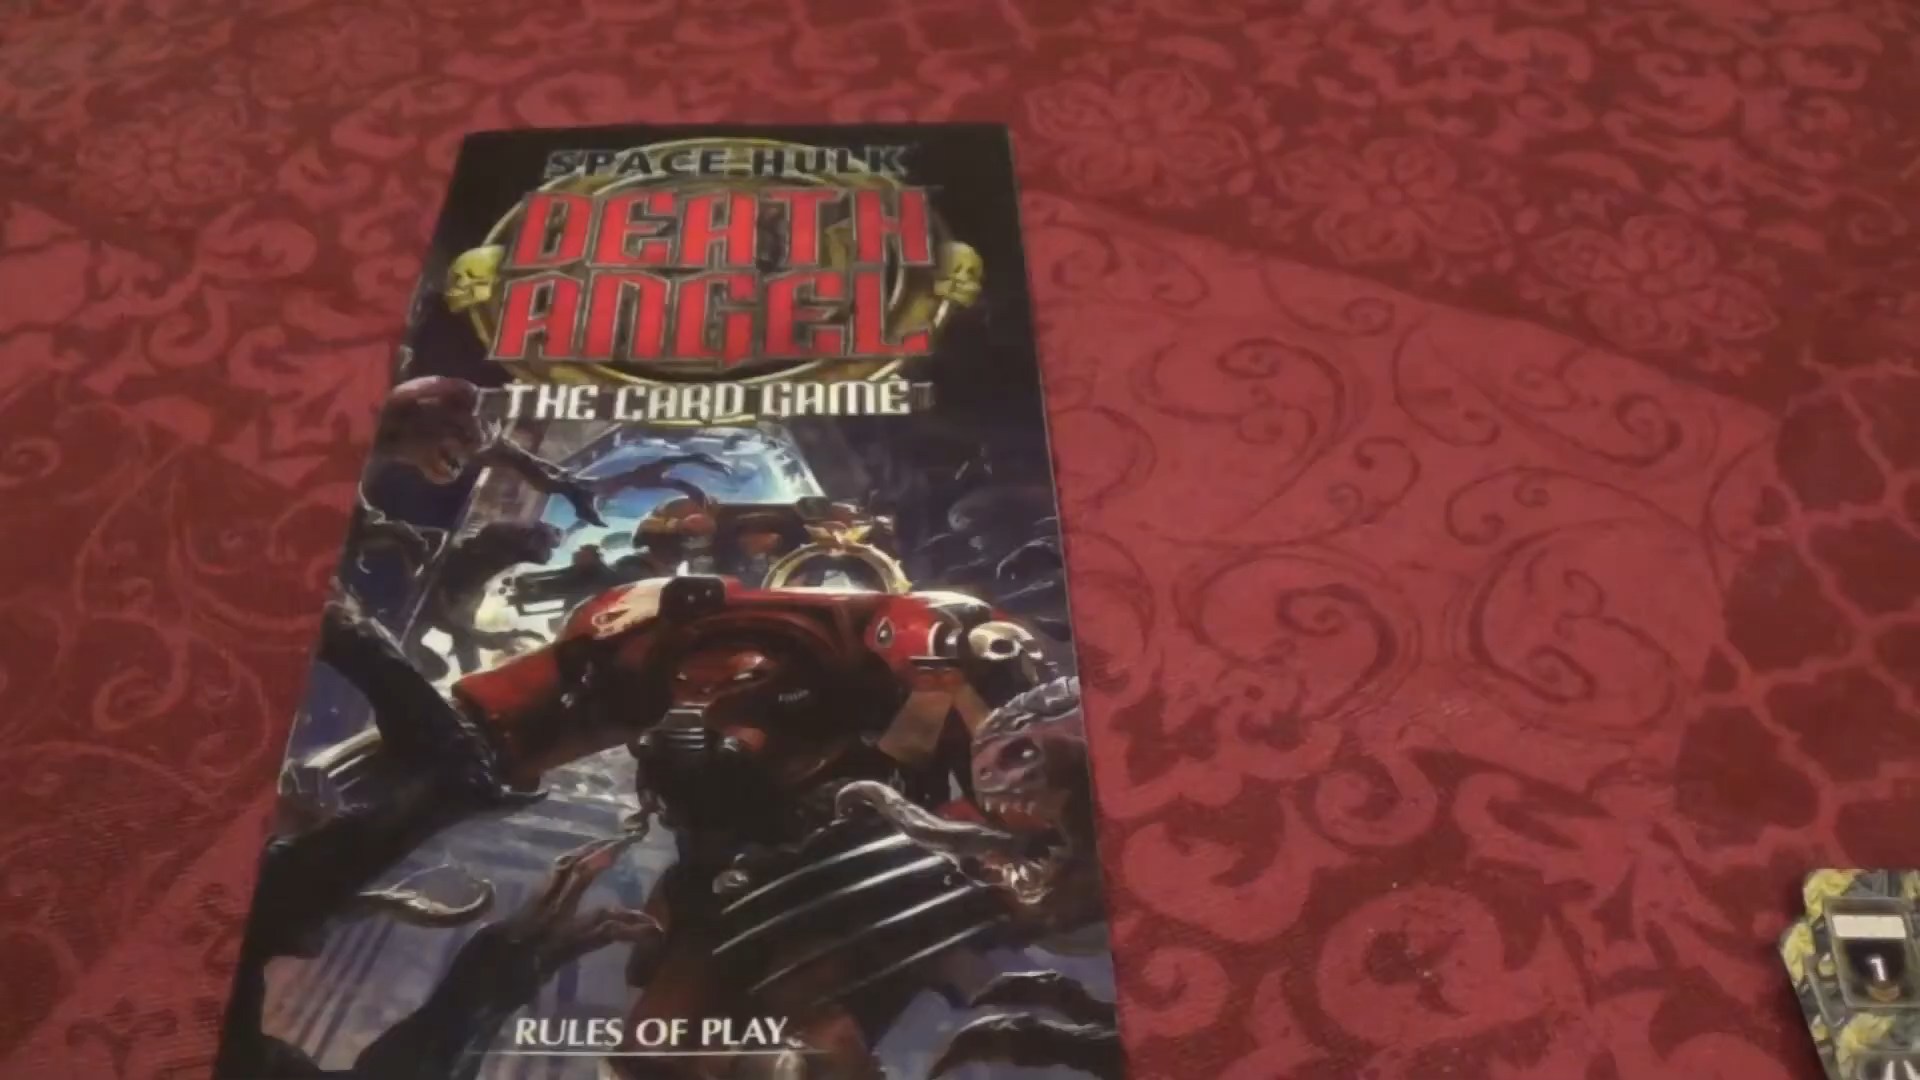 SPACE HULK
DEATH
ANGEL
THE CARD GAME
RULES OF PLAY
1